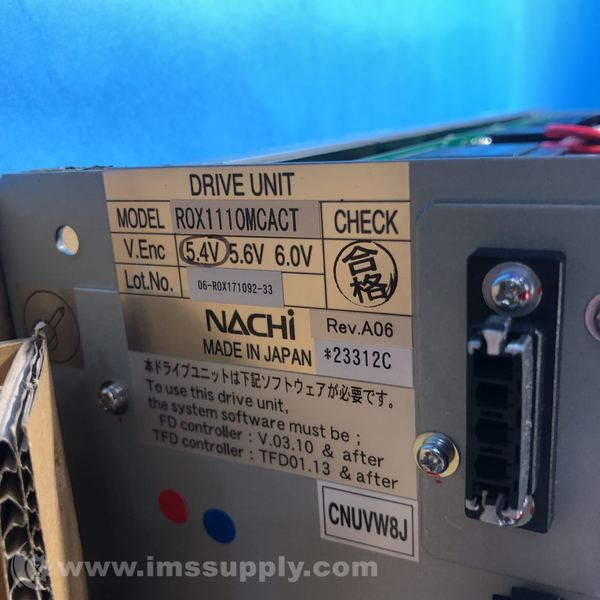 DRIVE UNIT
MODEL ROX1110MCACT CHECK
V.Enc 5.4V 5.6V 6.0V 合格
Lot.No. 06-ROX171092-33
NACHi Rev.A06
MADE IN JAPAN *23312C
本ドライブユニットは下記ソフトウェアが必要です。
To use this drive unit,
the system software must be ;
FD controller : V.03.10 & after
TFD controller : TFD01.13 & after
CNUVW8J
www.imssupply.com